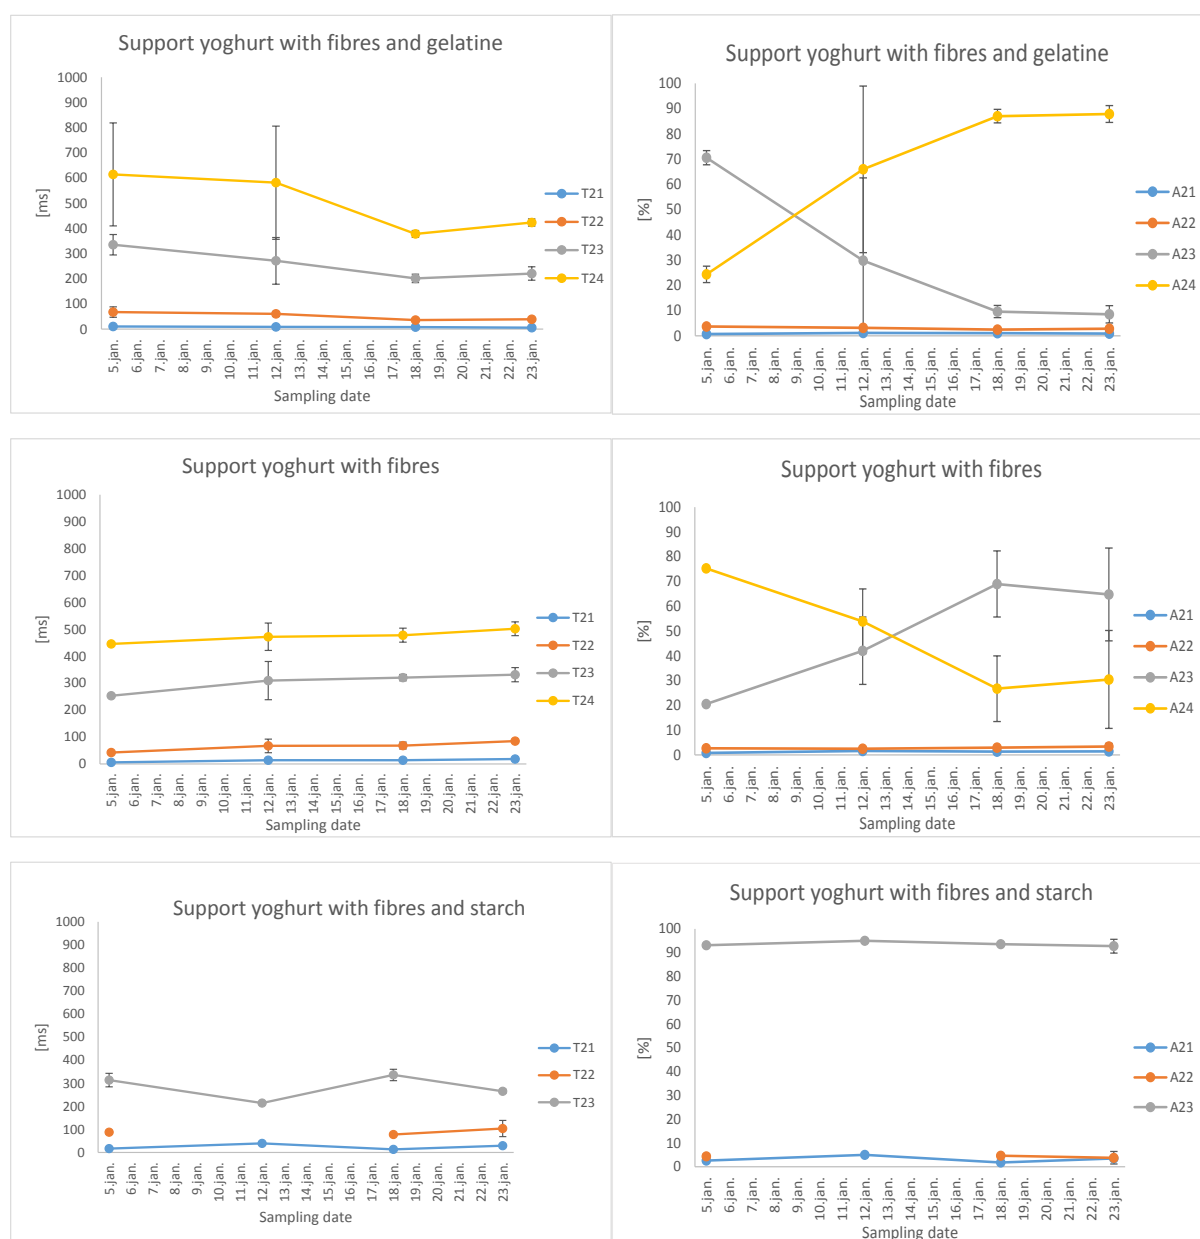 Support yoghurt with fibres and gelatine
1000
900
800
700
600
500
400
300
200
100
0
[ms]
5.jan.
6.jan.
7.jan.
8.jan.
9.jan.
10.jan.
11.jan.
12.jan.
13.jan.
14.jan.
15.jan.
16.jan.
17.jan.
18.jan.
19.jan.
20.jan.
21.jan.
22.jan.
23.jan.
Sampling date
T21
T22
T23
T24
Support yoghurt with fibres and gelatine
100
90
80
70
60
50
40
30
20
10
0
[%]
5.jan.
6.jan.
7.jan.
8.jan.
9.jan.
10.jan.
11.jan.
12.jan.
13.jan.
14.jan.
15.jan.
16.jan.
17.jan.
18.jan.
19.jan.
20.jan.
21.jan.
22.jan.
23.jan.
Sampling date
A21
A22
A23
A24
Support yoghurt with fibres
1000
900
800
700
600
500
400
300
200
100
0
[ms]
5.jan.
6.jan.
7.jan.
8.jan.
9.jan.
10.jan.
11.jan.
12.jan.
13.jan.
14.jan.
15.jan.
16.jan.
17.jan.
18.jan.
19.jan.
20.jan.
21.jan.
22.jan.
23.jan.
Sampling date
T21
T22
T23
T24
Support yoghurt with fibres
100
90
80
70
60
50
40
30
20
10
0
[%]
5.jan.
6.jan.
7.jan.
8.jan.
9.jan.
10.jan.
11.jan.
12.jan.
13.jan.
14.jan.
15.jan.
16.jan.
17.jan.
18.jan.
19.jan.
20.jan.
21.jan.
22.jan.
23.jan.
Sampling date
A21
A22
A23
A24
Support yoghurt with fibres and starch
1000
900
800
700
600
500
400
300
200
100
0
[ms]
5.jan.
6.jan.
7.jan.
8.jan.
9.jan.
10.jan.
11.jan.
12.jan.
13.jan.
14.jan.
15.jan.
16.jan.
17.jan.
18.jan.
19.jan.
20.jan.
21.jan.
22.jan.
23.jan.
Sampling date
T21
T22
T23
Support yoghurt with fibres and starch
100
90
80
70
60
50
40
30
20
10
0
[%]
5.jan.
6.jan.
7.jan.
8.jan.
9.jan.
10.jan.
11.jan.
12.jan.
13.jan.
14.jan.
15.jan.
16.jan.
17.jan.
18.jan.
19.jan.
20.jan.
21.jan.
22.jan.
23.jan.
Sampling date
A21
A22
A23